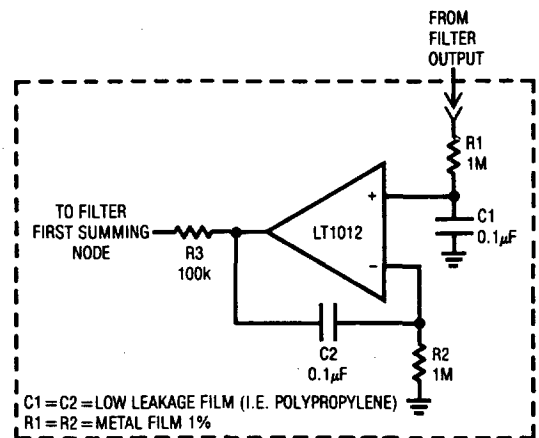 FROM
FILTER
OUTPUT
R1
1M
TO FILTER
FIRST SUMMING
NODE
R3
100k
+
LT1012
−
C1
0.1µF
C2
0.1µF
R2
1M
C1=C2=LOW LEAKAGE FILM (I.E. POLYPROPYLENE)
R1=R2=METAL FILM 1%